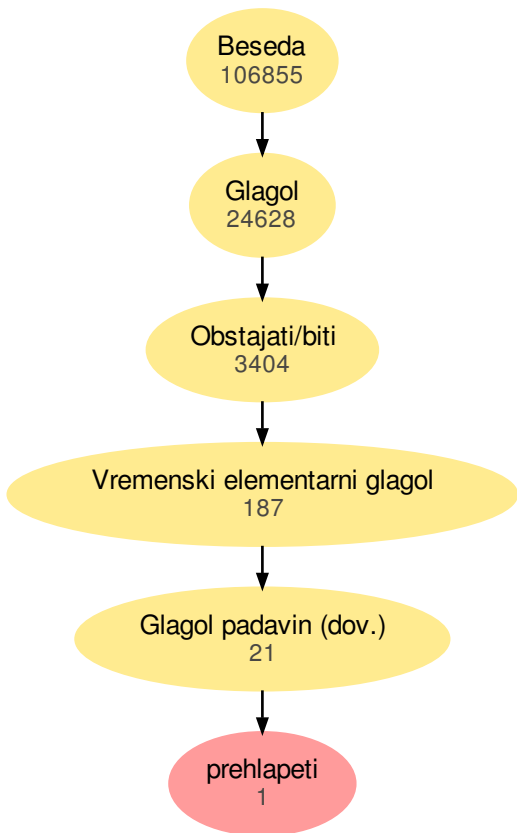 Beseda
106855
Glagol
24628
Obstajati/biti
3404
Vremenski elementarni glagol
187
Glagol padavin (dov.)
21
prehlapeti
1